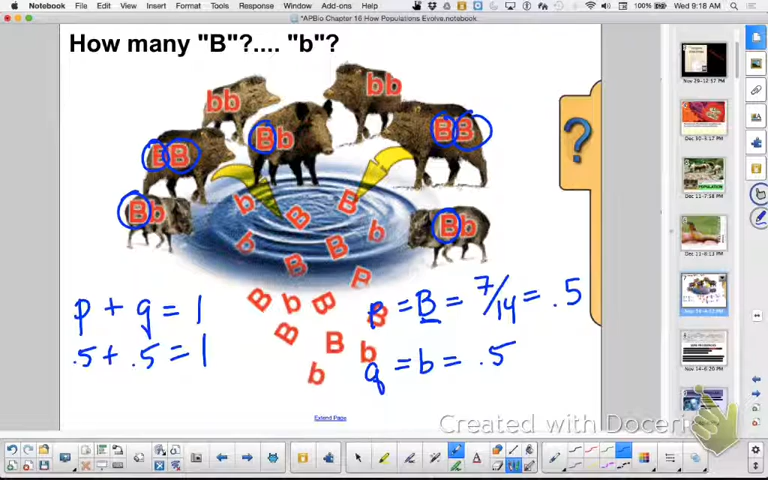 Notebook File Edit View Insert Format Tools Response Window Add-ons Help
100% Wed 9:18 AM
*APBio Chapter 16 How Populations Evolve.notebook
How many "B"?.... "b"?
bb bb
BB Bb BB
Bb Bb
b B B
b B b
B
B b B
B B b
b
p + q = 1
.5 + .5 = 1
p = B = 7/14 = .5
q = b = .5
?
Extend Page
Created with Doceri